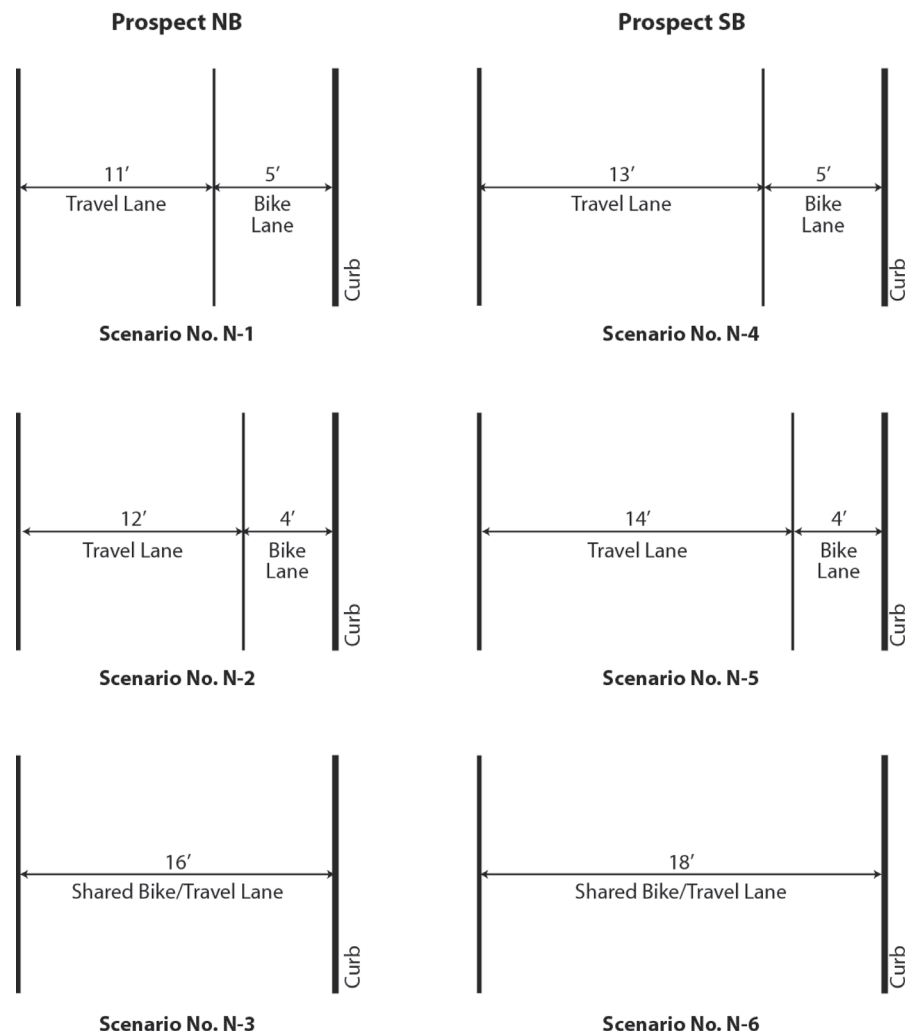 Prospect NB
Prospect SB
11′
Travel Lane
5′
Bike
Lane
Curb
Scenario No. N-1
13′
Travel Lane
5′
Bike
Lane
Curb
Scenario No. N-4
12′
Travel Lane
4′
Bike
Lane
Curb
Scenario No. N-2
14′
Travel Lane
4′
Bike
Lane
Curb
Scenario No. N-5
16′
Shared Bike/Travel Lane
Curb
Scenario No. N-3
18′
Shared Bike/Travel Lane
Curb
Scenario No. N-6